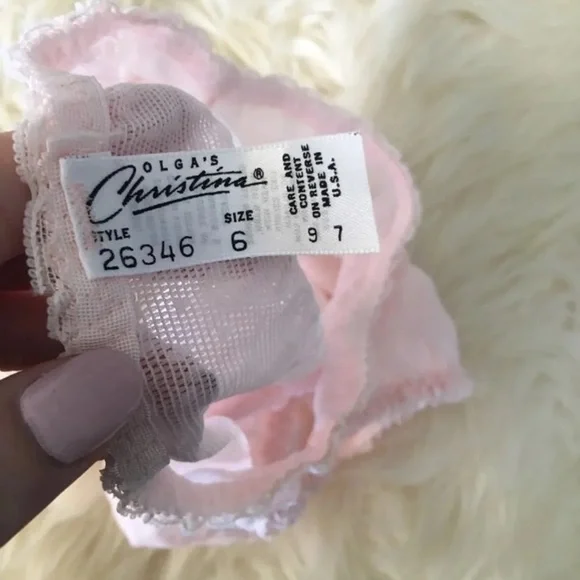 OLGA'S
Christina®
STYLE
26346
SIZE
6
CARE AND
CONTENT
ON REVERSE
MADE IN
U.S.A.
9 7